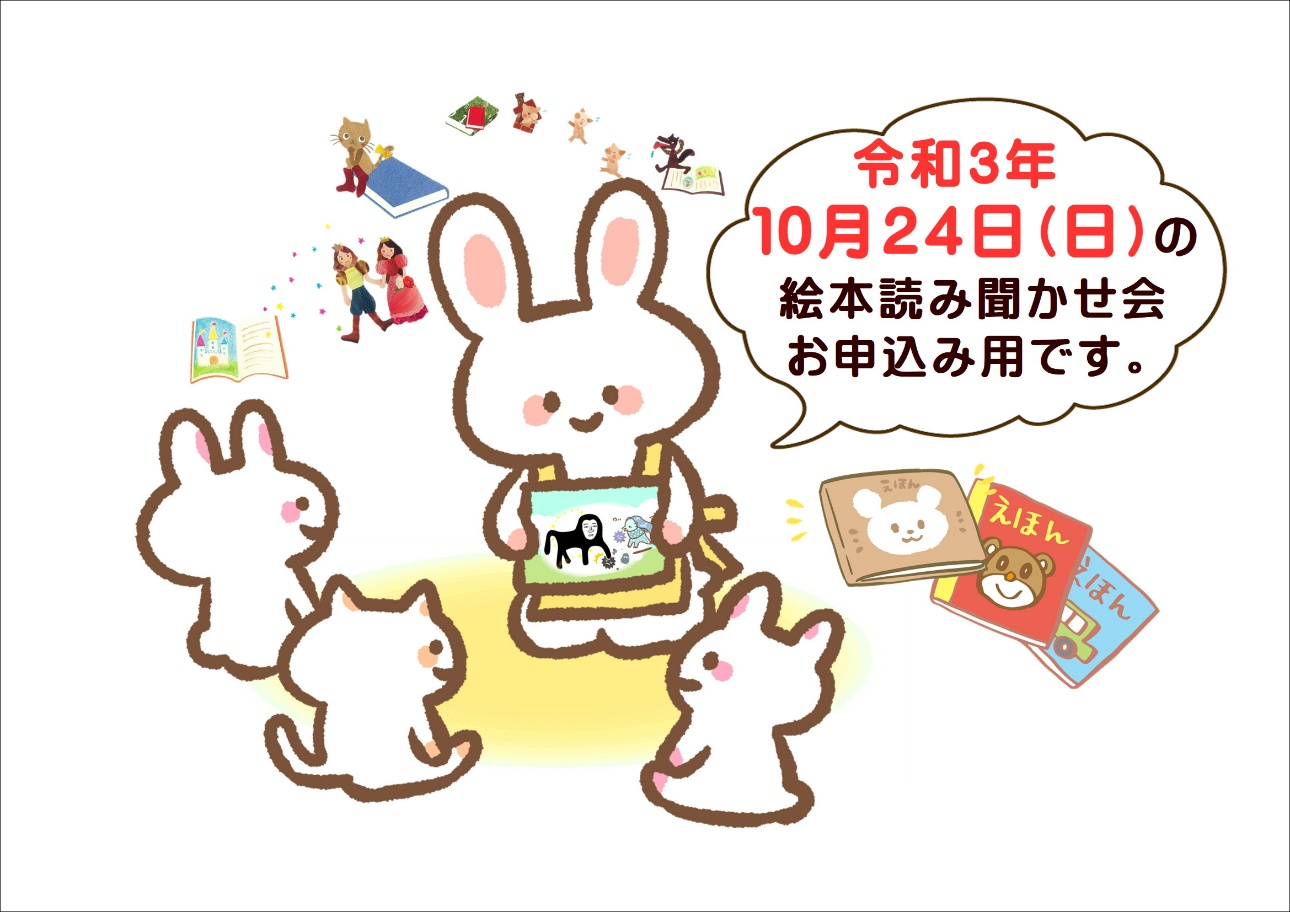 令和3年
10月24日(日)の
絵本読み聞かせ会
お申込み用です。
えほん
えほん
えほん